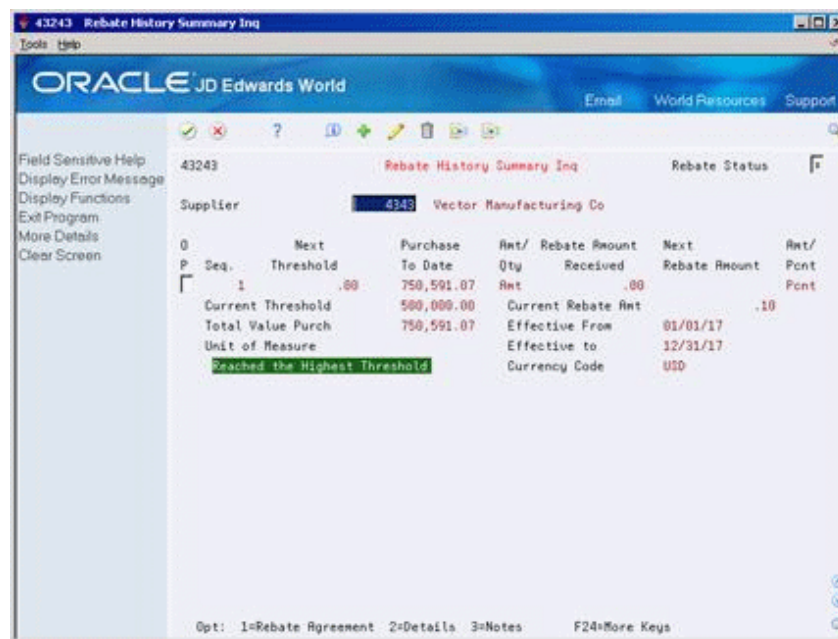 43243 Rebate History Summary Inq
Tools Help
ORACLE JD Edwards World
Email World Resources Support
Field Sensitive Help
Display Error Message
Display Functions
Exit Program
More Details
Clear Screen
43243 Rebate History Summary Inq Rebate Status
Supplier 4343 Vector Manufacturing Co
O Next Purchase Amt/ Rebate Amount Next Amt/
P Seq. Threshold To Date Qty Received Rebate Amount Pcnt
1 .00 750,591.07 Amt .00 Pcnt
Current Threshold 500,000.00 Current Rebate Amt .10
Total Value Purch 750,591.07 Effective From 01/01/17
Unit of Measure Effective to 12/31/17
Reached the Highest Threshold Currency Code USD
Opt: 1=Rebate Agreement 2=Details 3=Notes F24=More Keys